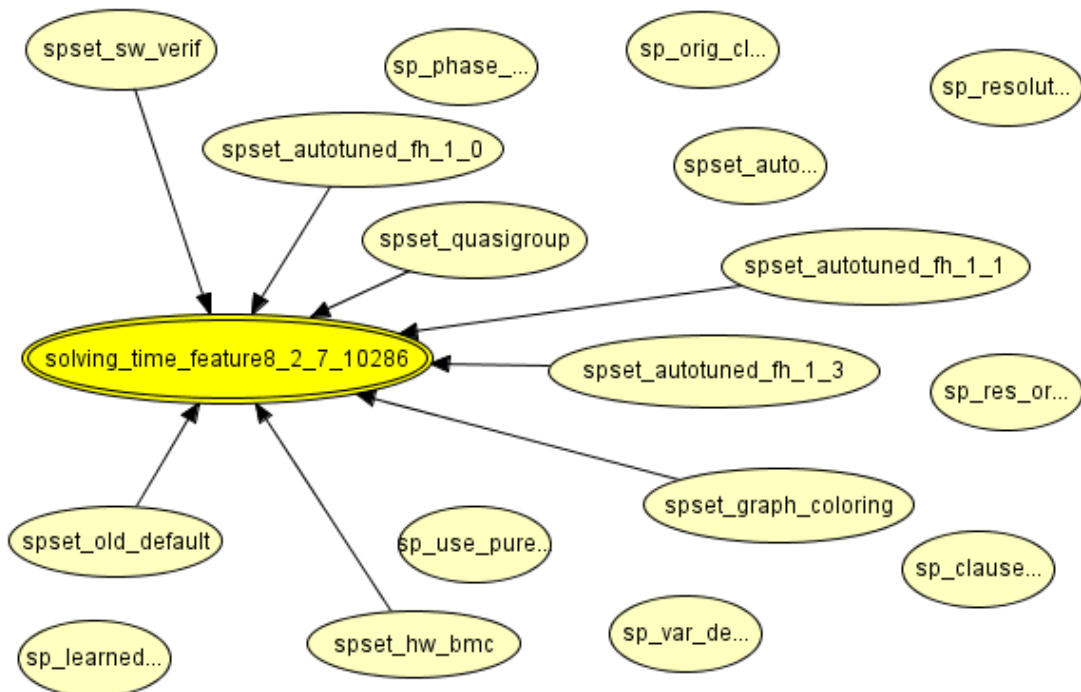 spset_sw_verif
sp_phase_...
sp_orig_cl...
sp_resolut...
spset_autotuned_fh_1_0
spset_auto...
spset_quasigroup
spset_autotuned_fh_1_1
solving_time_feature8_2_7_10286
spset_autotuned_fh_1_3
sp_res_or...
spset_graph_coloring
spset_old_default
sp_use_pure...
sp_clause...
sp_learned...
spset_hw_bmc
sp_var_de...